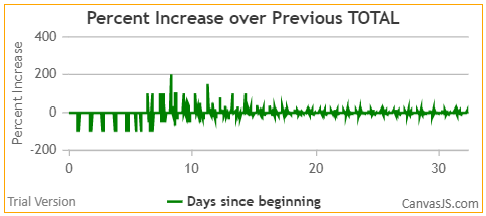 Percent Increase over Previous TOTAL
Percent Increase
400
200
0
-200
0
10
20
30
Trial Version
Days since beginning
CanvasJS.com